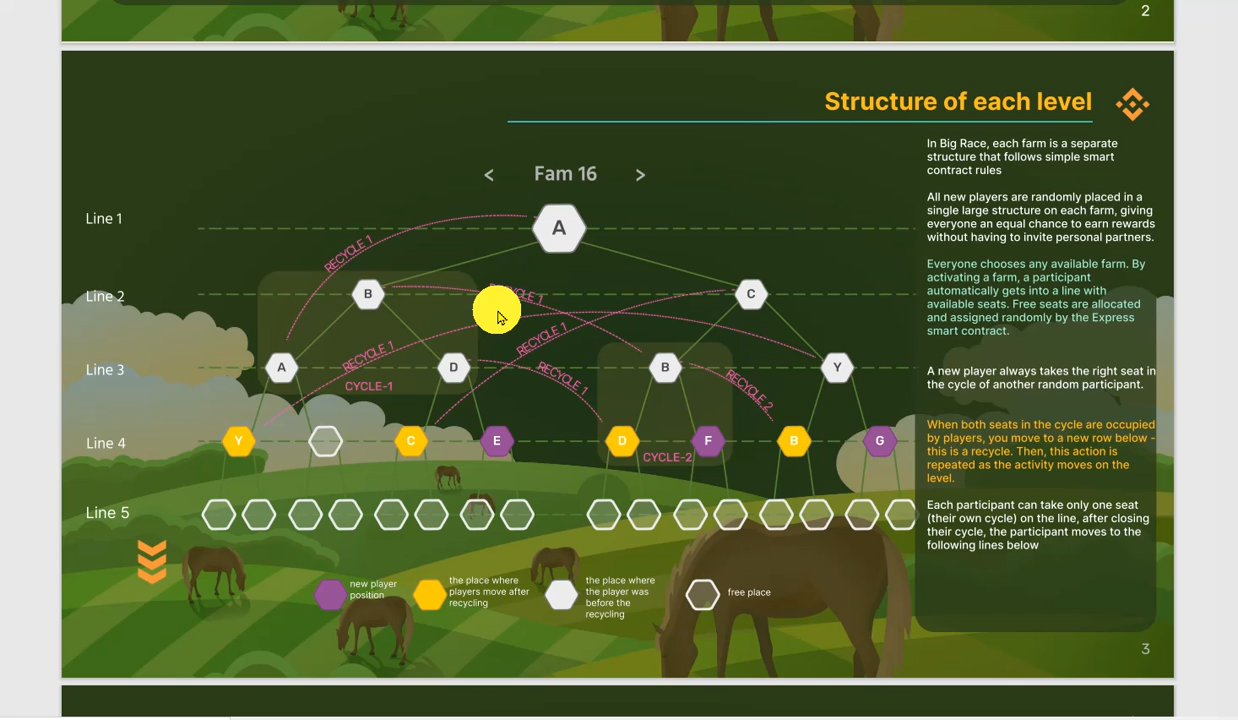 2
Structure of each level
< Fam 16 >
Line 1
A
RECYCLE 1
Line 2
B
CYCLE 1
C
RECYCLE 1
RECYCLE 1
Line 3
A
D
B
Y
CYCLE-1
RECYCLE 1
RECYCLE 2
Line 4
Y
C
E
D
F
B
G
CYCLE-2
Line 5
new player
position
the place where
players move after
recycling
the place where
the player was
before the
recycling
free place
In Big Race, each farm is a separate
structure that follows simple smart
contract rules
All new players are randomly placed in a
single large structure on each farm, giving
everyone an equal chance to earn rewards
without having to invite personal partners.
Everyone chooses any available farm. By
activating a farm, a participant
automatically gets into a line with
available seats. Free seats are allocated
and assigned randomly by the Express
smart contract.
A new player always takes the right seat in
the cycle of another random participant.
When both seats in the cycle are occupied
by players, you move to a new row below -
this is a recycle. Then, this action is
repeated as the activity moves on the
level.
Each participant can take only one seat
(their own cycle) on the line, after closing
their cycle, the participant moves to the
following lines below
3